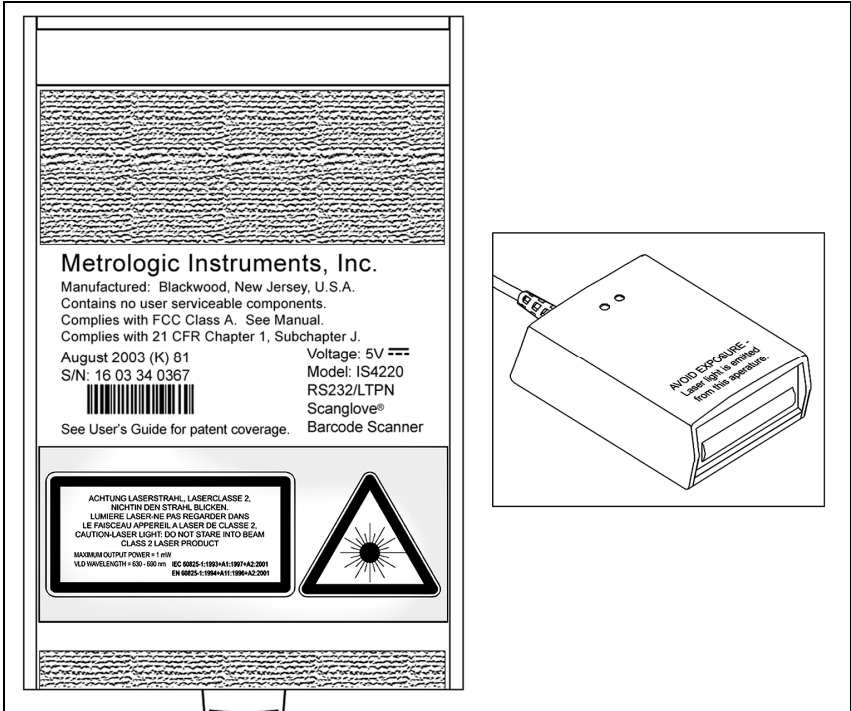 Metrologic Instruments, Inc.
Manufactured: Blackwood, New Jersey, U.S.A.
Contains no user serviceable components.
Complies with FCC Class A. See Manual.
Complies with 21 CFR Chapter 1, Subchapter J.
August 2003 (K) 81
S/N: 16 03 34 0367
See User's Guide for patent coverage.
Voltage: 5V
Model: IS4220
RS232/LTPN
Scanglove®
Barcode Scanner
ACHTUNG LASERSTRAHL, LASERCLASSE 2,
NICHTIN DEN STRAHL BLICKEN.
LUMIERE LASER-NE PAS REGARDER DANS
LE FAISCEAU APPEREIL A LASER DE CLASSE 2,
CAUTION-LASER LIGHT: DO NOT STARE INTO BEAM
CLASS 2 LASER PRODUCT
MAXIMUM OUTPUT POWER = 1 mW
VLD WAVELENGTH = 630 - 690 nm IEC 60825-1:1993+A1:1997+A2:2001
EN 60825-1:1994+A11:1996+A2:2001
AVOID EXPOSURE -
Laser light is emitted
from this aperature.